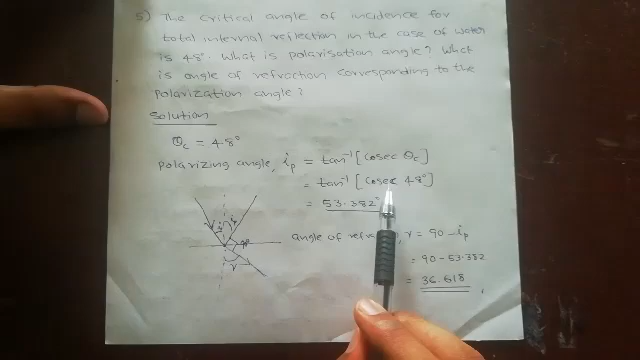 5) The critical angle of incidence for
total internal reflection in the case of water
is 48°. What is polarisation angle? What
is angle of refraction corresponding to the
polarization angle?
Solution
θc = 48°
polarizing angle, ip = tan⁻¹ [cosec θc]
= tan⁻¹ [cosec 48°]
= 53.382°
angle of refr, r = 90 - ip
= 90 - 53.382
= 36.618
i ip
r